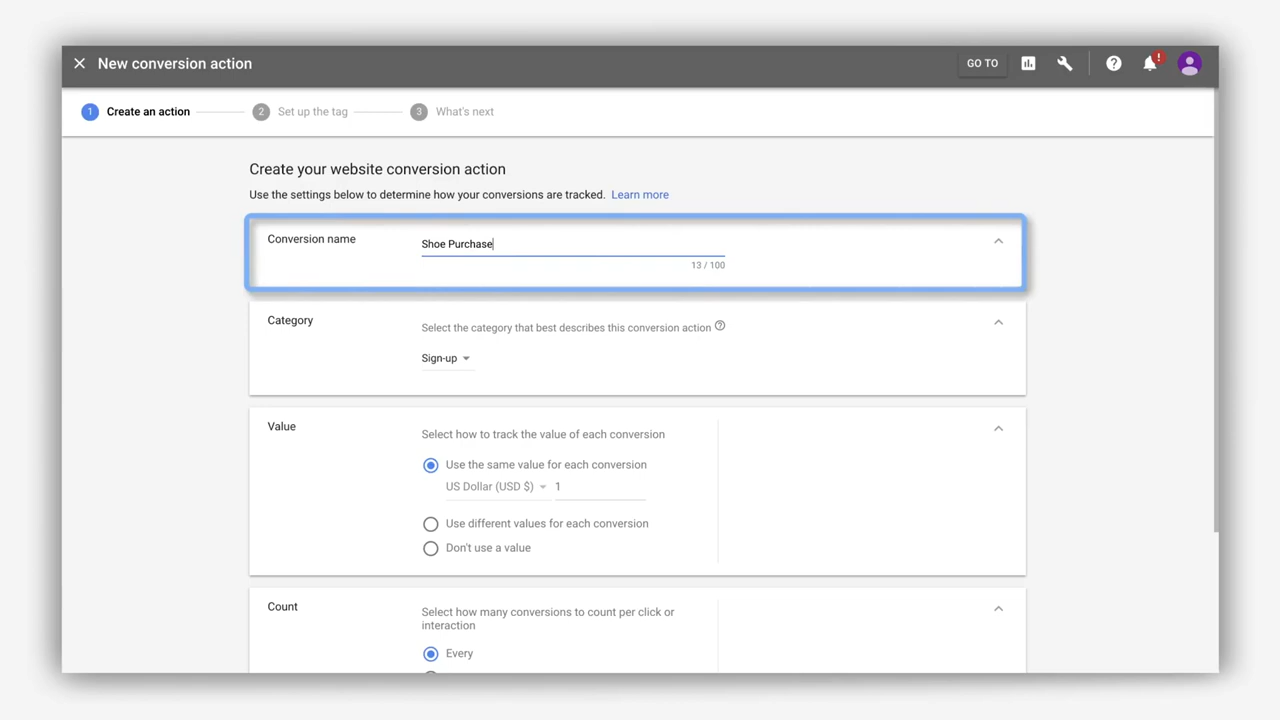 New conversion action
GO TO
!
1 Create an action
2 Set up the tag
3 What's next
Create your website conversion action
Use the settings below to determine how your conversions are tracked. Learn more
Conversion name
Shoe Purchase
13 / 100
Category
Select the category that best describes this conversion action
Sign-up
Value
Select how to track the value of each conversion
Use the same value for each conversion
US Dollar (USD $) 1
Use different values for each conversion
Don't use a value
Count
Select how many conversions to count per click or
interaction
Every